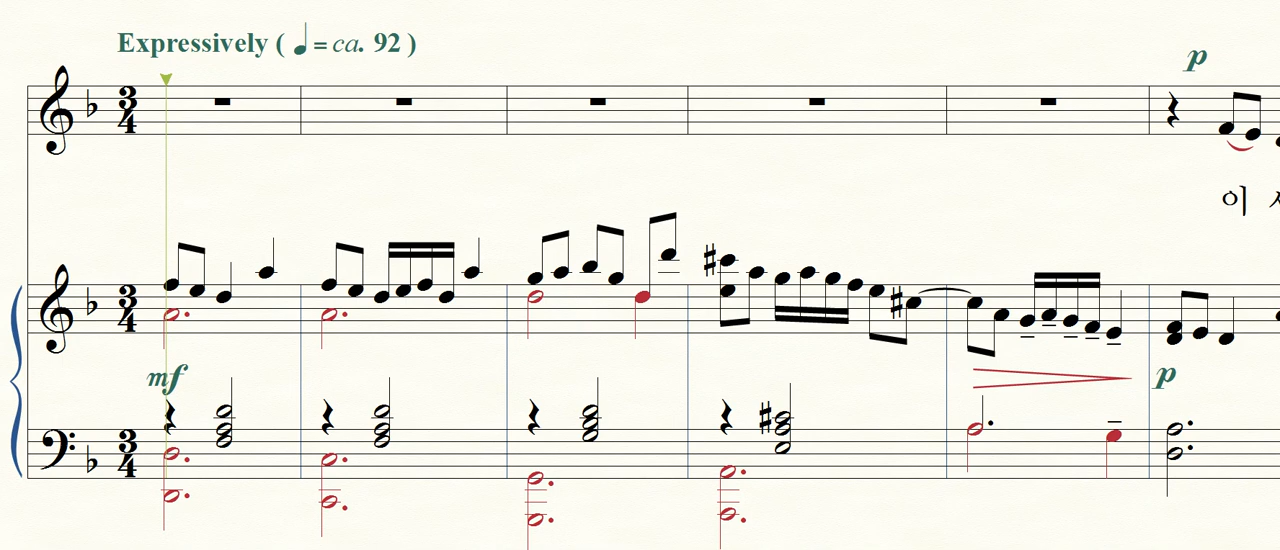 Expressively ( ♩ = ca. 92 )
p
이
mf
p